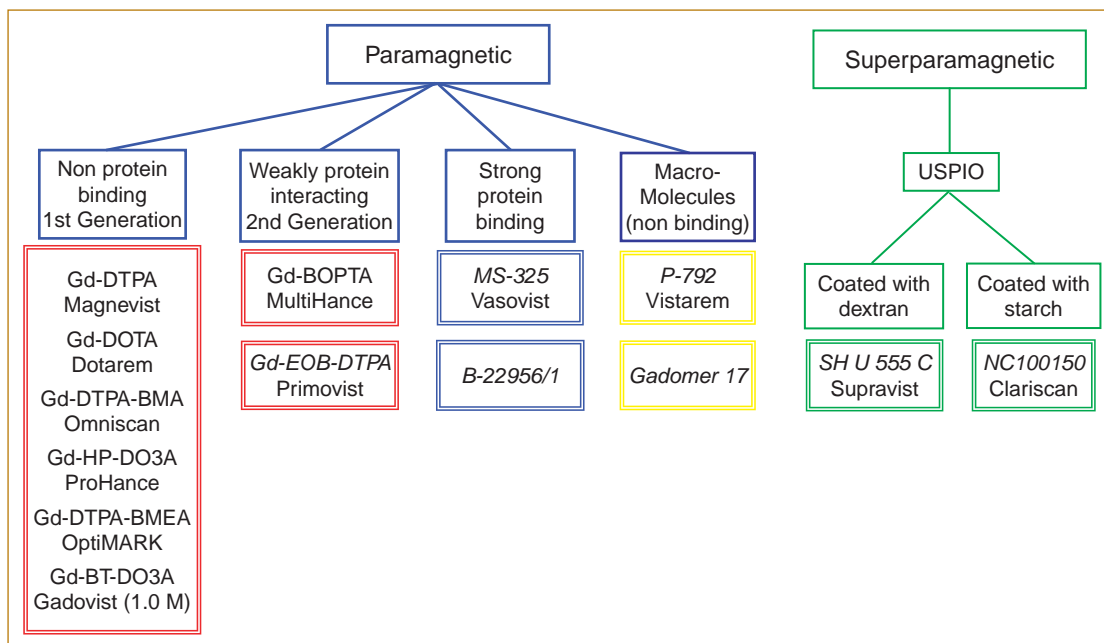 Paramagnetic
Non protein
binding
1st Generation
Gd-DTPA
Magnevist
Gd-DOTA
Dotarem
Gd-DTPA-BMA
Omniscan
Gd-HP-DO3A
ProHance
Gd-DTPA-BMEA
OptiMARK
Gd-BT-DO3A
Gadovist (1.0 M)
Weakly protein
interacting
2nd Generation
Gd-BOPTA
MultiHance
Gd-EOB-DTPA
Primovist
Strong
protein
binding
MS-325
Vasovist
B-22956/1
Macro-
Molecules
(non binding)
P-792
Vistarem
Gadomer 17
Superparamagnetic
USPIO
Coated with
dextran
SH U 555 C
Supravist
Coated with
starch
NC100150
Clariscan